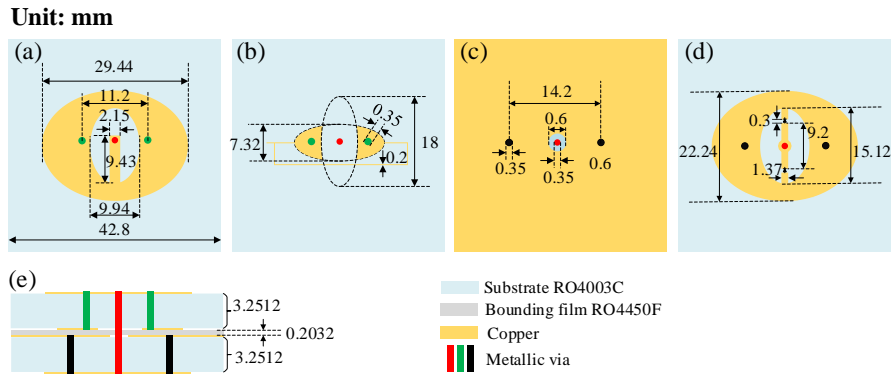 Unit: mm
(a)
29.44
11.2
2.15
9.43
9.94
42.8
(b)
0.35
7.32
18
0.2
(c)
14.2
0.6
0.35
0.35
0.6
(d)
0.3
9.2
22.24
15.12
1.37
(e)
3.2512
0.2032
3.2512
Substrate RO4003C
Bounding film RO4450F
Copper
Metallic via